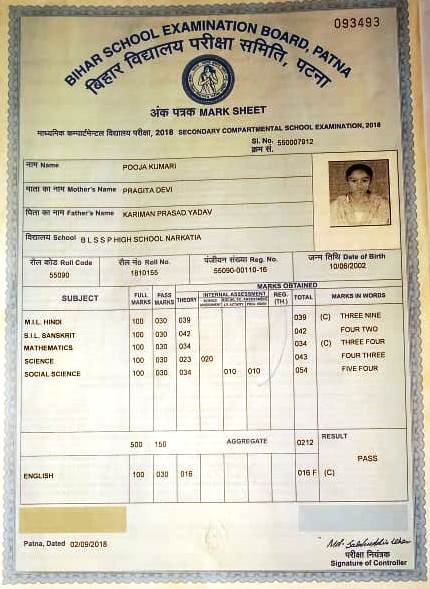 093493
BIHAR SCHOOL EXAMINATION BOARD, PATNA
बिहार विद्यालय परीक्षा समिति, पटना
अंक पत्रक MARK SHEET
माध्यमिक कम्पार्टमेन्टल विद्यालय परीक्षा, 2018 SECONDARY COMPARTMENTAL SCHOOL EXAMINATION, 2018
Sl. No. 550007912
क्रम सं.
नाम Name POOJA KUMARI
माता का नाम Mother's Name PRAGITA DEVI
पिता का नाम Father's Name KARIMAN PRASAD YADAV
विद्यालय School B L S S P HIGH SCHOOL NARKATIA
रौल कोड Roll Code रौल नं० Roll No. पंजीयन संख्या Reg. No. जन्म तिथि Date of Birth
55090 1810155 55090-00110-16 10/06/2002
MARKS OBTAINED
SUBJECT FULL MARKS PASS MARKS THEORY INTERNAL ASSESSMENT REG. (TH.) TOTAL MARKS IN WORDS
M.I.L. HINDI 100 030 039 039 (C) THREE NINE
S.I.L. SANSKRIT 100 030 042 042 FOUR TWO
MATHEMATICS 100 030 034 034 (C) THREE FOUR
SCIENCE 100 030 023 020 043 FOUR THREE
SOCIAL SCIENCE 100 030 034 010 010 054 FIVE FOUR
500 150 AGGREGATE 0212 RESULT
PASS
ENGLISH 100 030 016 016 F (C)
Patna, Dated 02/09/2018
परीक्षा नियंत्रक
Signature of Controller